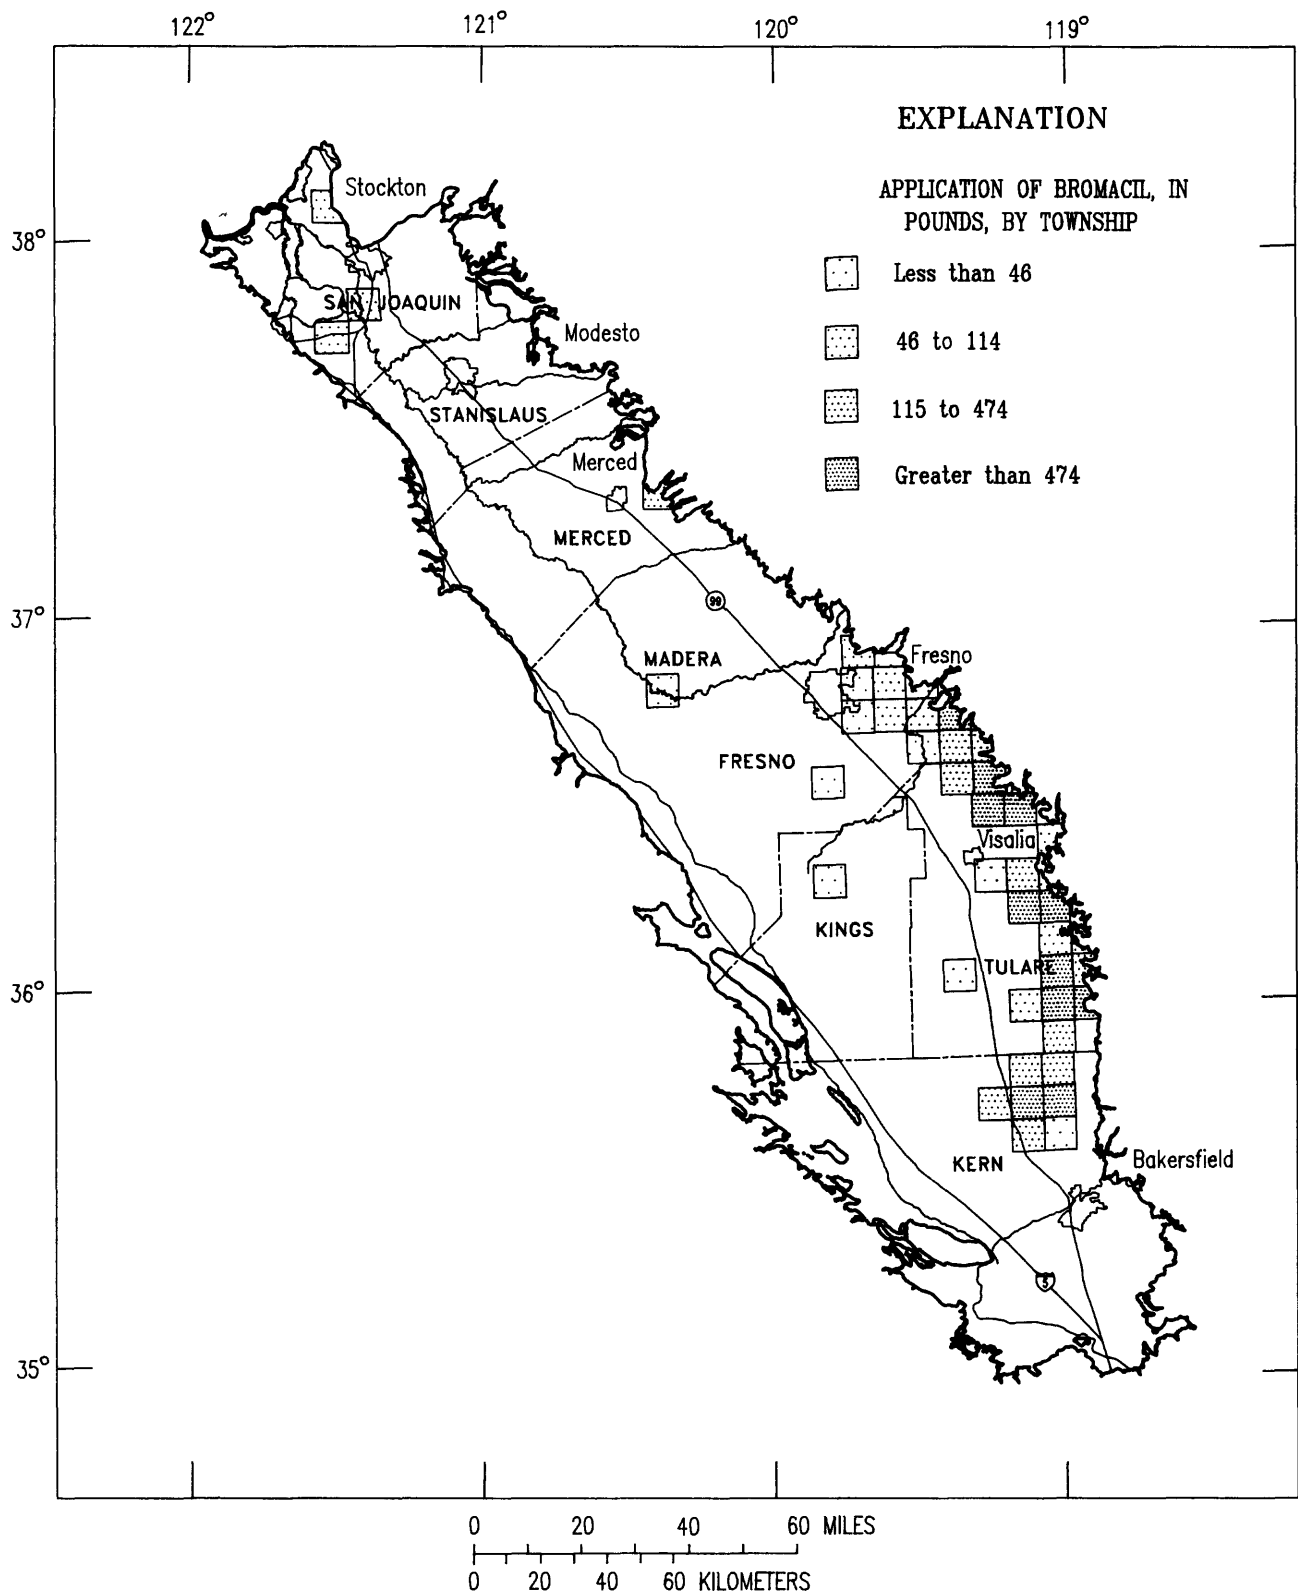 122° 121° 120° 119°
EXPLANATION
APPLICATION OF BROMACIL, IN
POUNDS, BY TOWNSHIP
Less than 46
46 to 114
115 to 474
Greater than 474
Stockton
38°
SAN JOAQUIN
Modesto
STANISLAUS
Merced
MERCED
37°
99
MADERA
Fresno
FRESNO
Visalia
KINGS
TULARE
36°
KERN
Bakersfield
5
35°
0 20 40 60 MILES
0 20 40 60 KILOMETERS